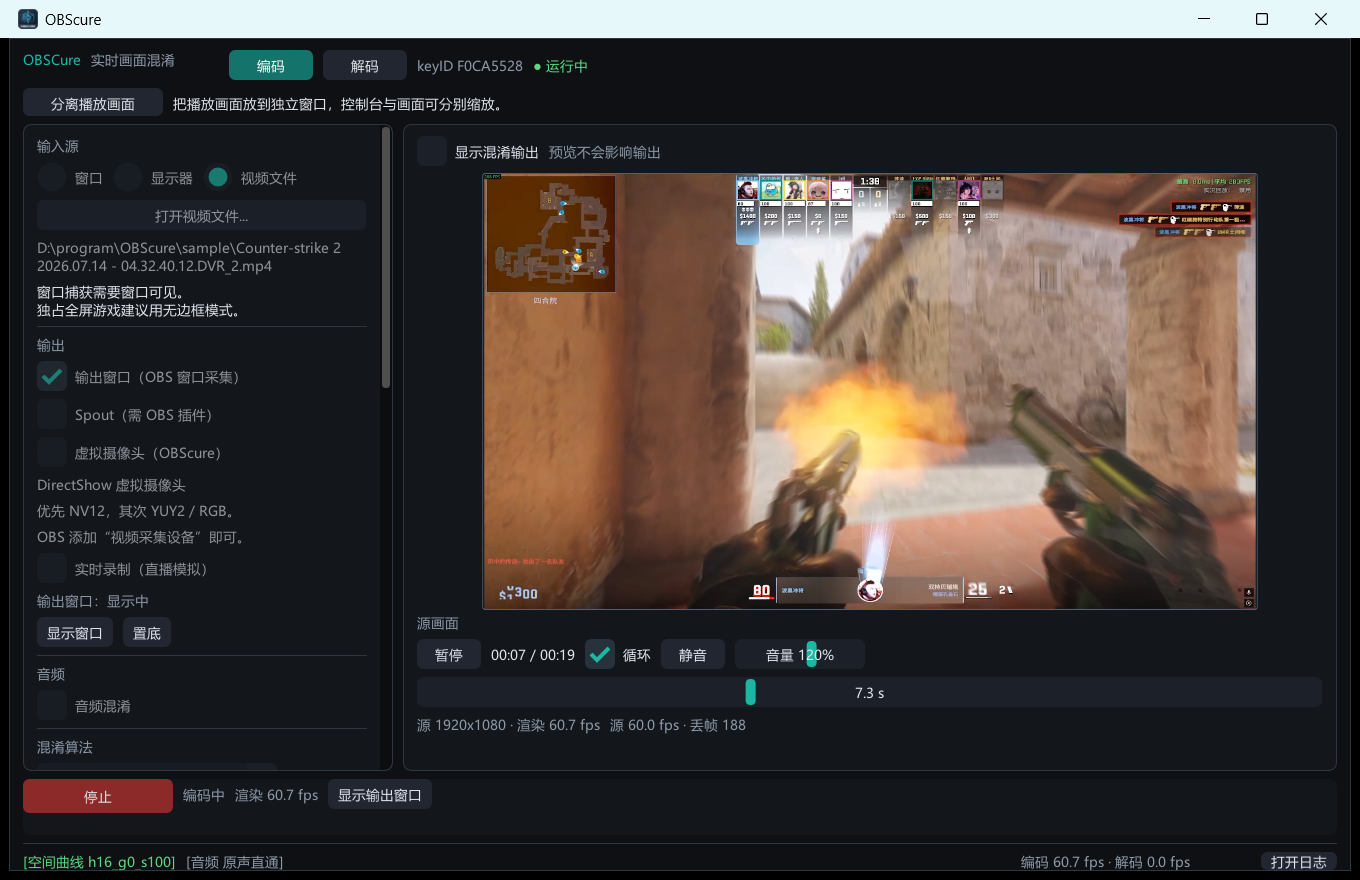 OBScure
OBSCure 实时画面混淆 编码 解码 keyID F0CA5528 运行中
分离播放画面 把播放画面放到独立窗口，控制台与画面可分别缩放。
输入源
窗口 显示器 视频文件
打开视频文件...
D:\program\OBScure\sample\Counter-strike 2
2026.07.14 - 04.32.40.12.DVR_2.mp4
窗口捕获需要窗口可见。
独占全屏游戏建议用无边框模式。
输出
输出窗口（OBS 窗口采集）
Spout（需 OBS 插件）
虚拟摄像头（OBScure）
DirectShow 虚拟摄像头
优先 NV12，其次 YUY2 / RGB。
OBS 添加“视频采集设备”即可。
实时录制（直播模拟）
输出窗口：显示中
显示窗口 置底
音频
音频混淆
混淆算法
显示混淆输出 预览不会影响输出
1:38
$1400 $200 $150 $0 $150
四合院
80
25 2
源画面
暂停 00:07 / 00:19 循环 静音 音量 120%
7.3 s
源 1920x1080 · 渲染 60.7 fps 源 60.0 fps · 丢帧 188
停止 编码中 渲染 60.7 fps 显示输出窗口
[空间曲线 h16_g0_s100] [音频 原声直通] 编码 60.7 fps · 解码 0.0 fps 打开日志